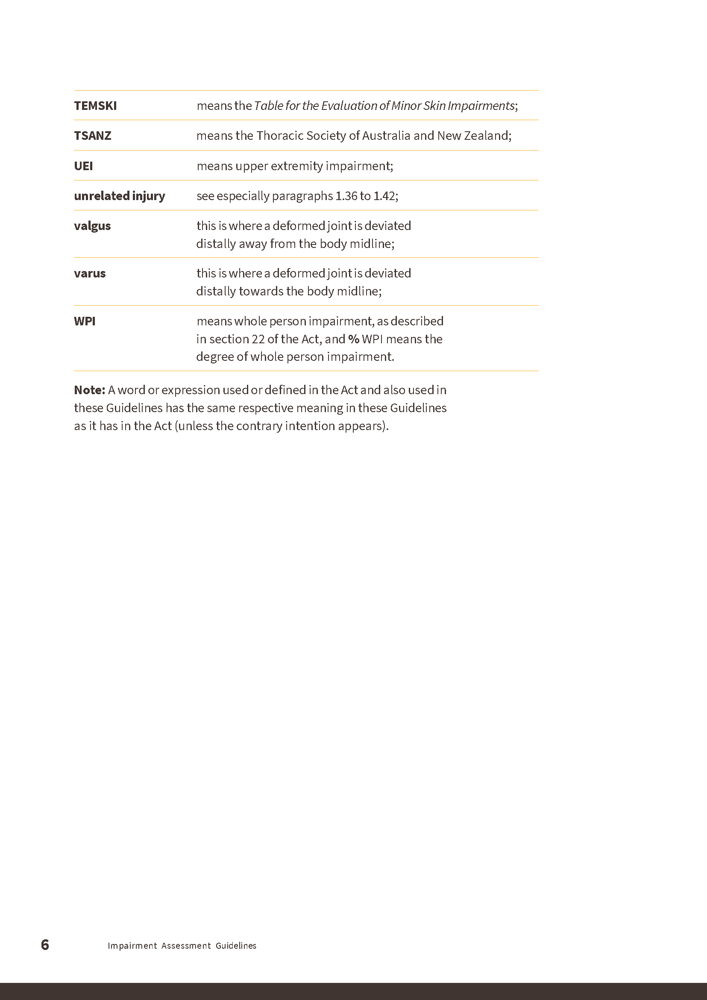 TEMSKI means the Table for the Evaluation of Minor Skin Impairments;
TSANZ means the Thoracic Society of Australia and New Zealand;
UEI means upper extremity impairment;
unrelated injury see especially paragraphs 1.36 to 1.42;
valgus this is where a deformed joint is deviated
distally away from the body midline;
varus this is where a deformed joint is deviated
distally towards the body midline;
WPI means whole person impairment, as described
in section 22 of the Act, and % WPI means the
degree of whole person impairment.
Note: A word or expression used or defined in the Act and also used in
these Guidelines has the same respective meaning in these Guidelines
as it has in the Act (unless the contrary intention appears).
6 Impairment Assessment Guidelines